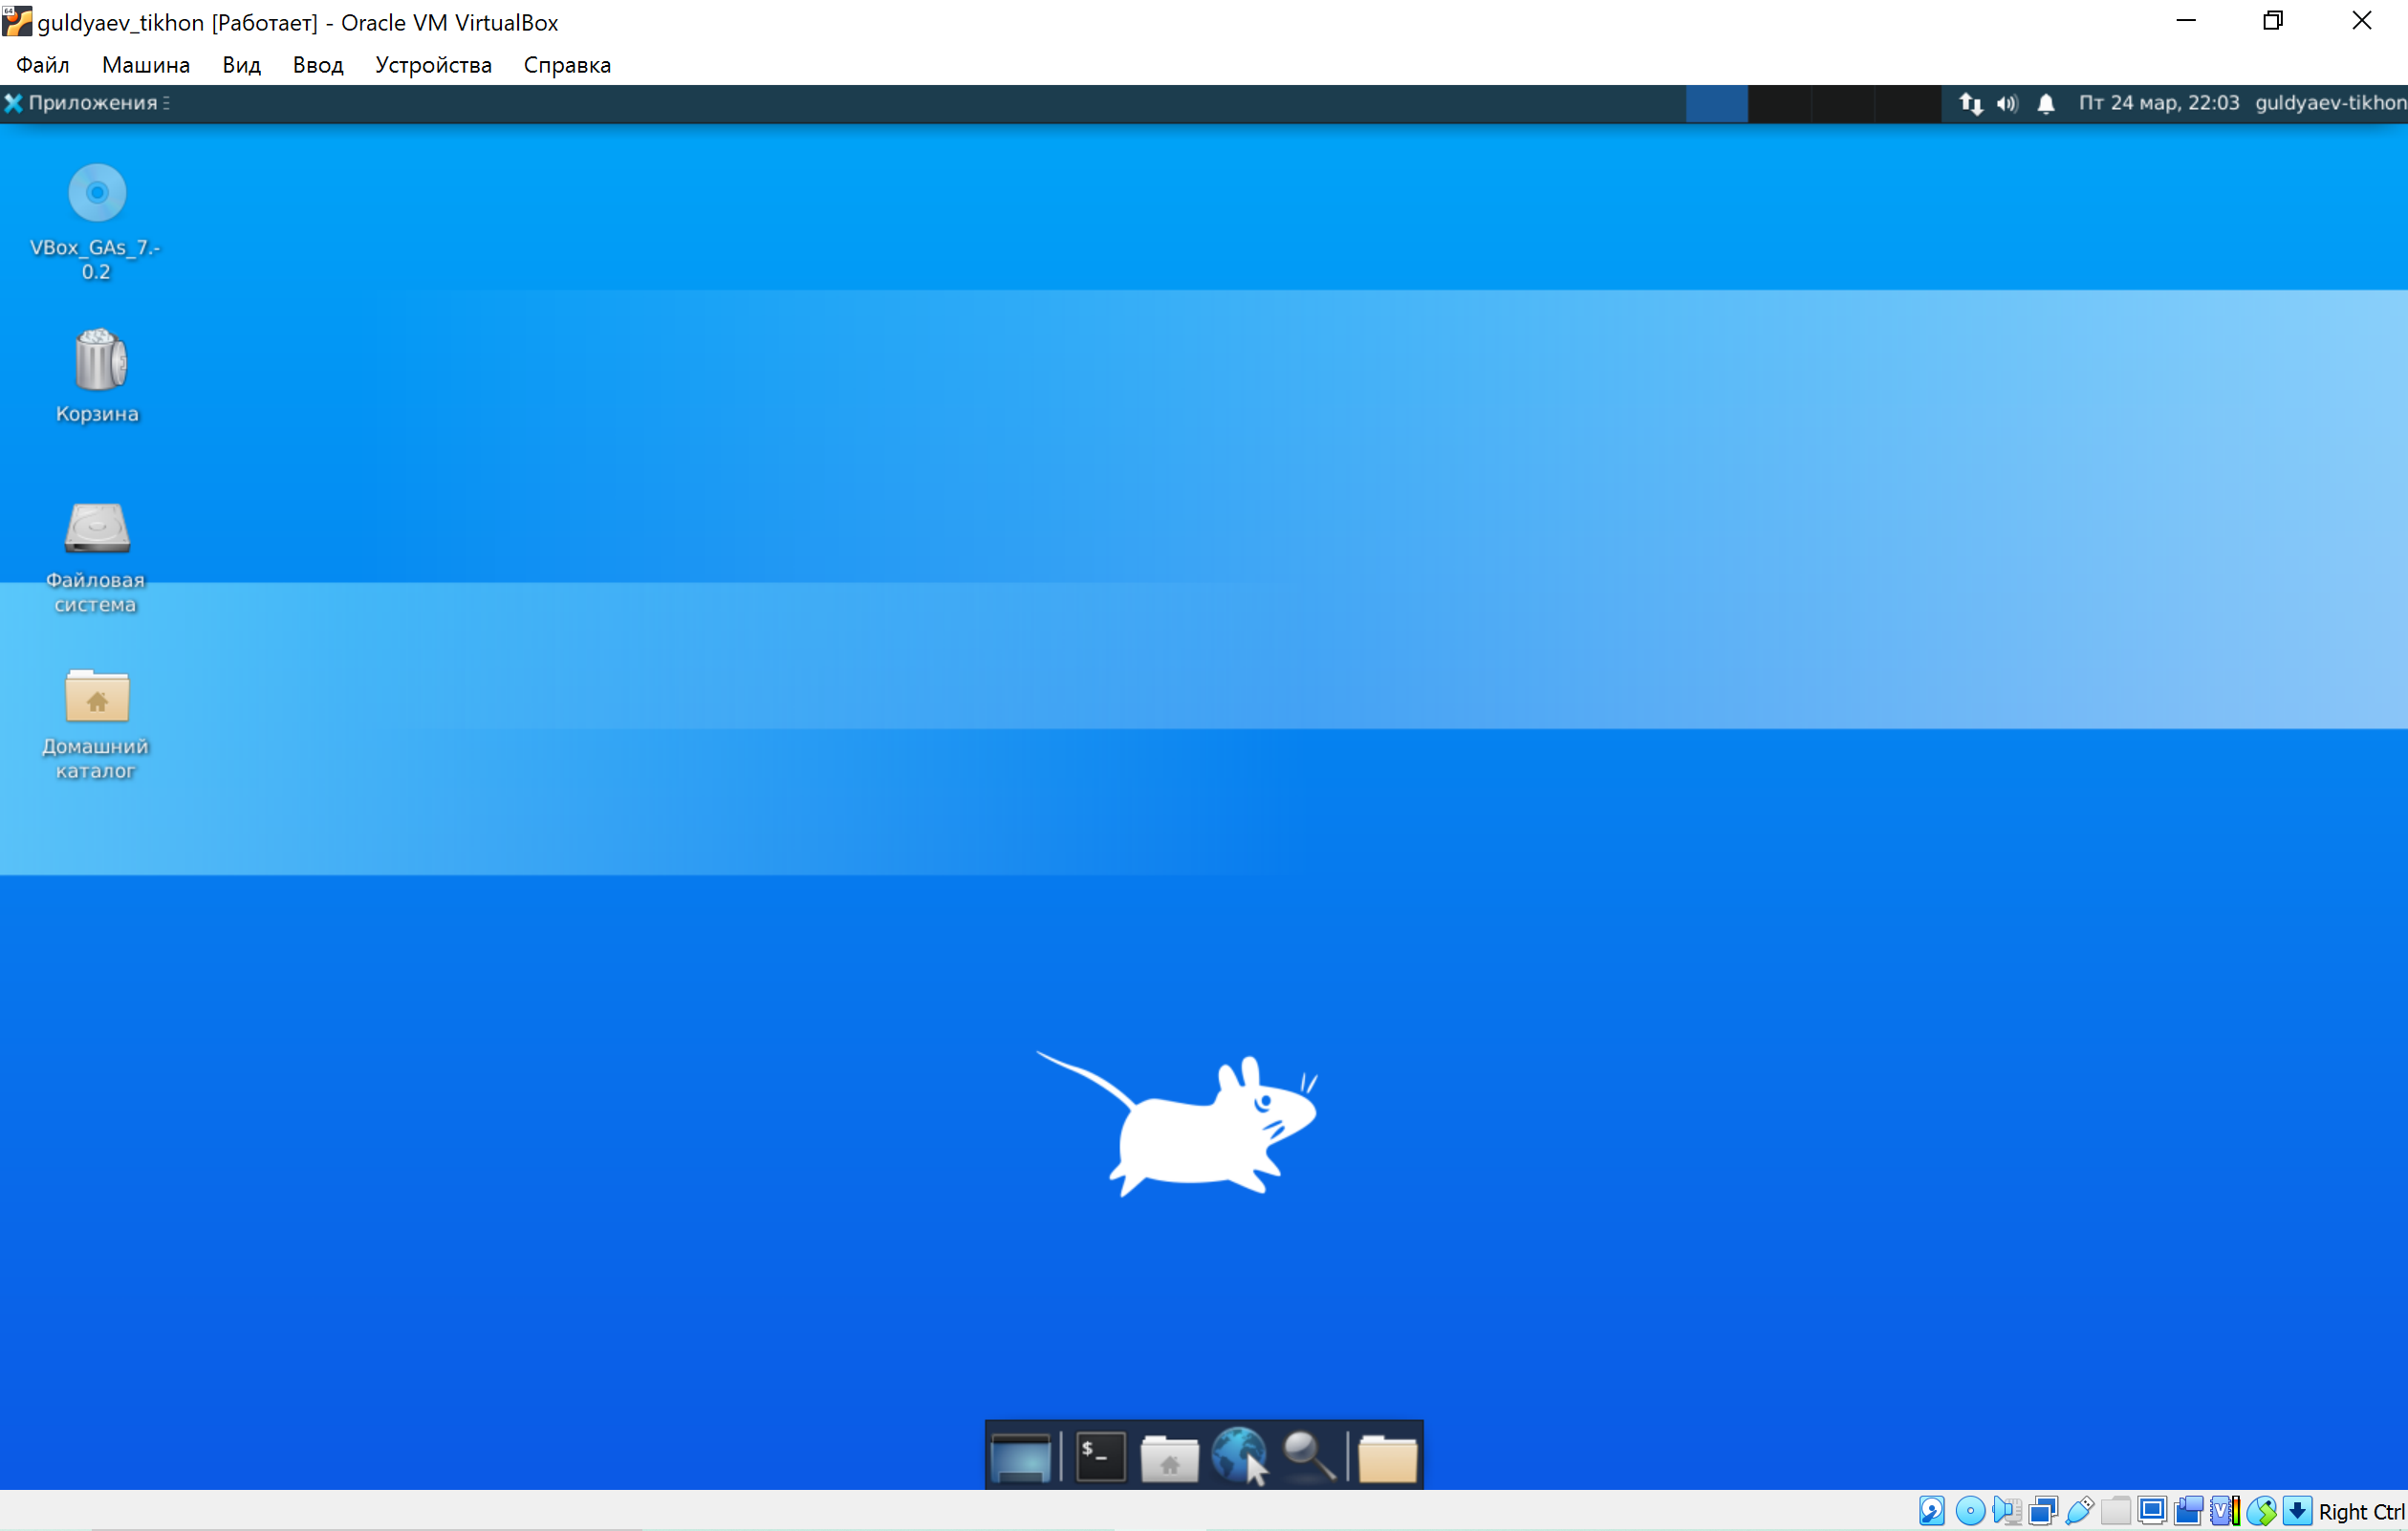 guldyaev_tikhon [Работает] - Oracle VM VirtualBox
Файл Машина Вид Ввод Устройства Справка
Приложения Пт 24 мар, 22:03 guldyaev-tikhon
VBox_GAs_7.-
0.2
Корзина
Файловая
система
Домашний
каталог
$_
Right Ctrl